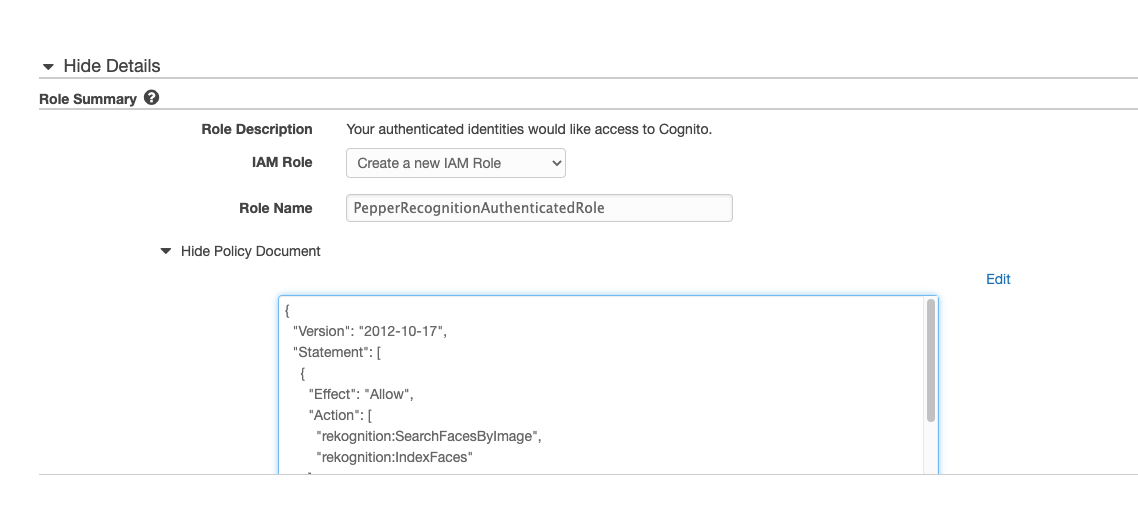 Hide Details
Role Summary ?
Role Description Your authenticated identities would like access to Cognito.
IAM Role Create a new IAM Role
Role Name PepperRecognitionAuthenticatedRole
Hide Policy Document
Edit
{
"Version": "2012-10-17",
"Statement": [
{
"Effect": "Allow",
"Action": [
"rekognition:SearchFacesByImage",
"rekognition:IndexFaces"